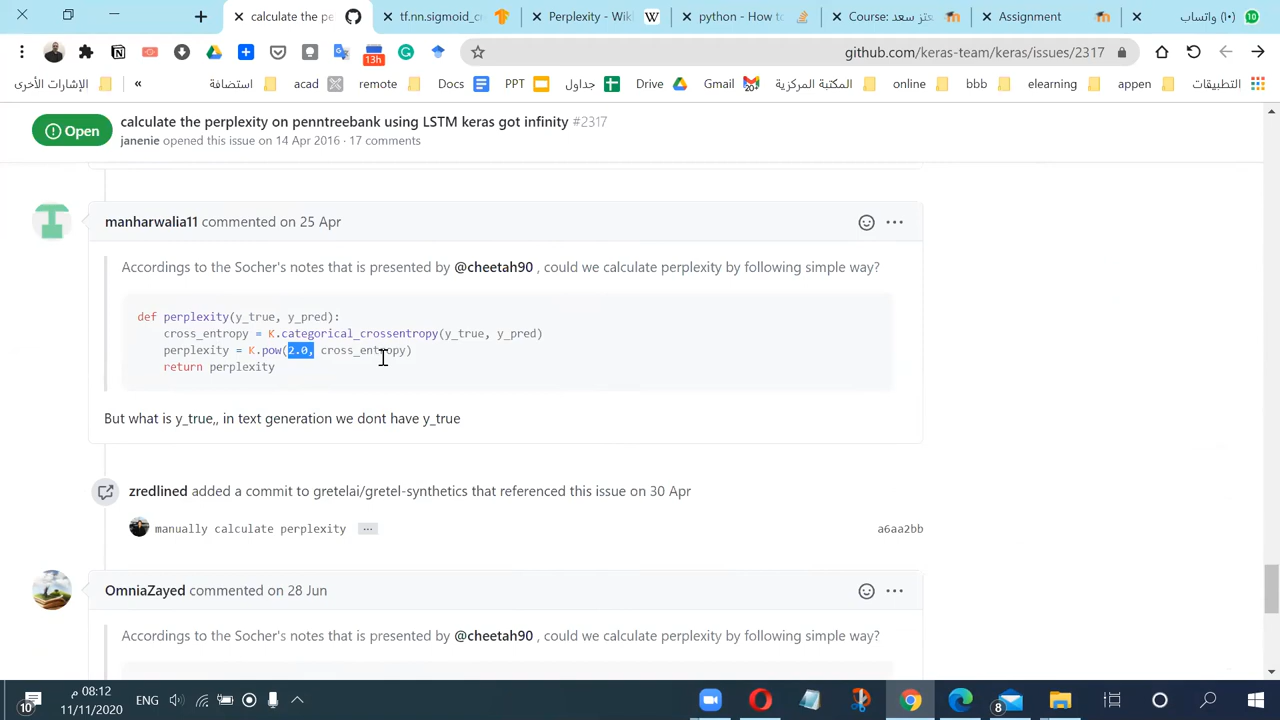 calculate the pe
tf.nn.sigmoid_c
Perplexity - Wiki
python - How to
Course: معتز سعد
Assignment
(١٠) واتساب
13h
github.com/keras-team/keras/issues/2317
الإشارات الأخرى
«
استضافة
acad
remote
Docs
PPT
جداول
Drive
Gmail
المكتبة المركزية
online
bbb
elearning
appen
التطبيقات
Open
calculate the perplexity on penntreebank using LSTM keras got infinity #2317
janenie opened this issue on 14 Apr 2016 · 17 comments
manharwalia11 commented on 25 Apr
Accordings to the Socher's notes that is presented by @cheetah90 , could we calculate perplexity by following simple way?
def perplexity(y_true, y_pred):
cross_entropy = K.categorical_crossentropy(y_true, y_pred)
perplexity = K.pow(2.0, cross_entropy)
return perplexity
But what is y_true,, in text generation we dont have y_true
zredlined added a commit to gretelai/gretel-synthetics that referenced this issue on 30 Apr
manually calculate perplexity ...
a6aa2bb
OmniaZayed commented on 28 Jun
Accordings to the Socher's notes that is presented by @cheetah90 , could we calculate perplexity by following simple way?
10
08:12 م
11/11/2020
ENG
8